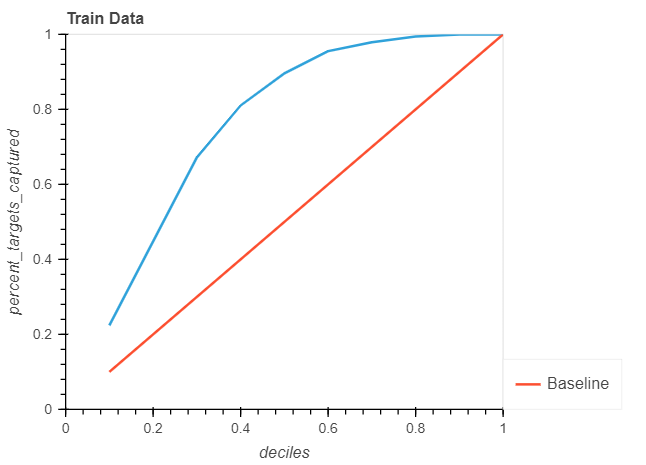 Train Data
1
0.8
0.6
0.4
0.2
0
percent_targets_captured
0 0.2 0.4 0.6 0.8 1
deciles
Baseline